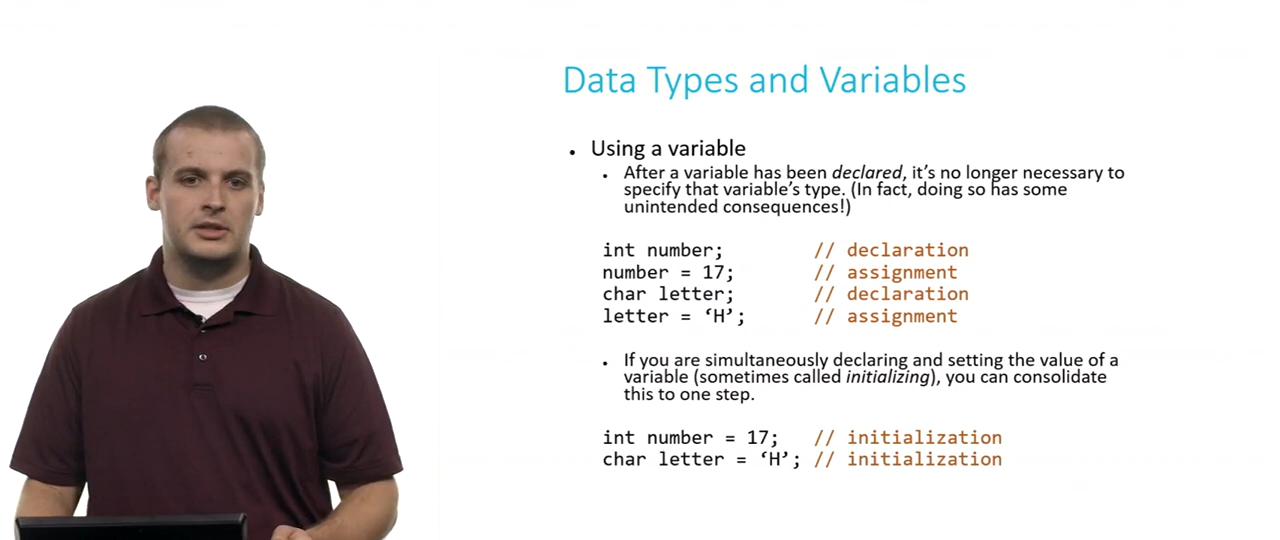 Data Types and Variables
• Using a variable
• After a variable has been declared, it’s no longer necessary to
specify that variable’s type. (In fact, doing so has some
unintended consequences!)
int number; // declaration
number = 17; // assignment
char letter; // declaration
letter = ‘H’; // assignment
• If you are simultaneously declaring and setting the value of a
variable (sometimes called initializing), you can consolidate
this to one step.
int number = 17; // initialization
char letter = ‘H’; // initialization